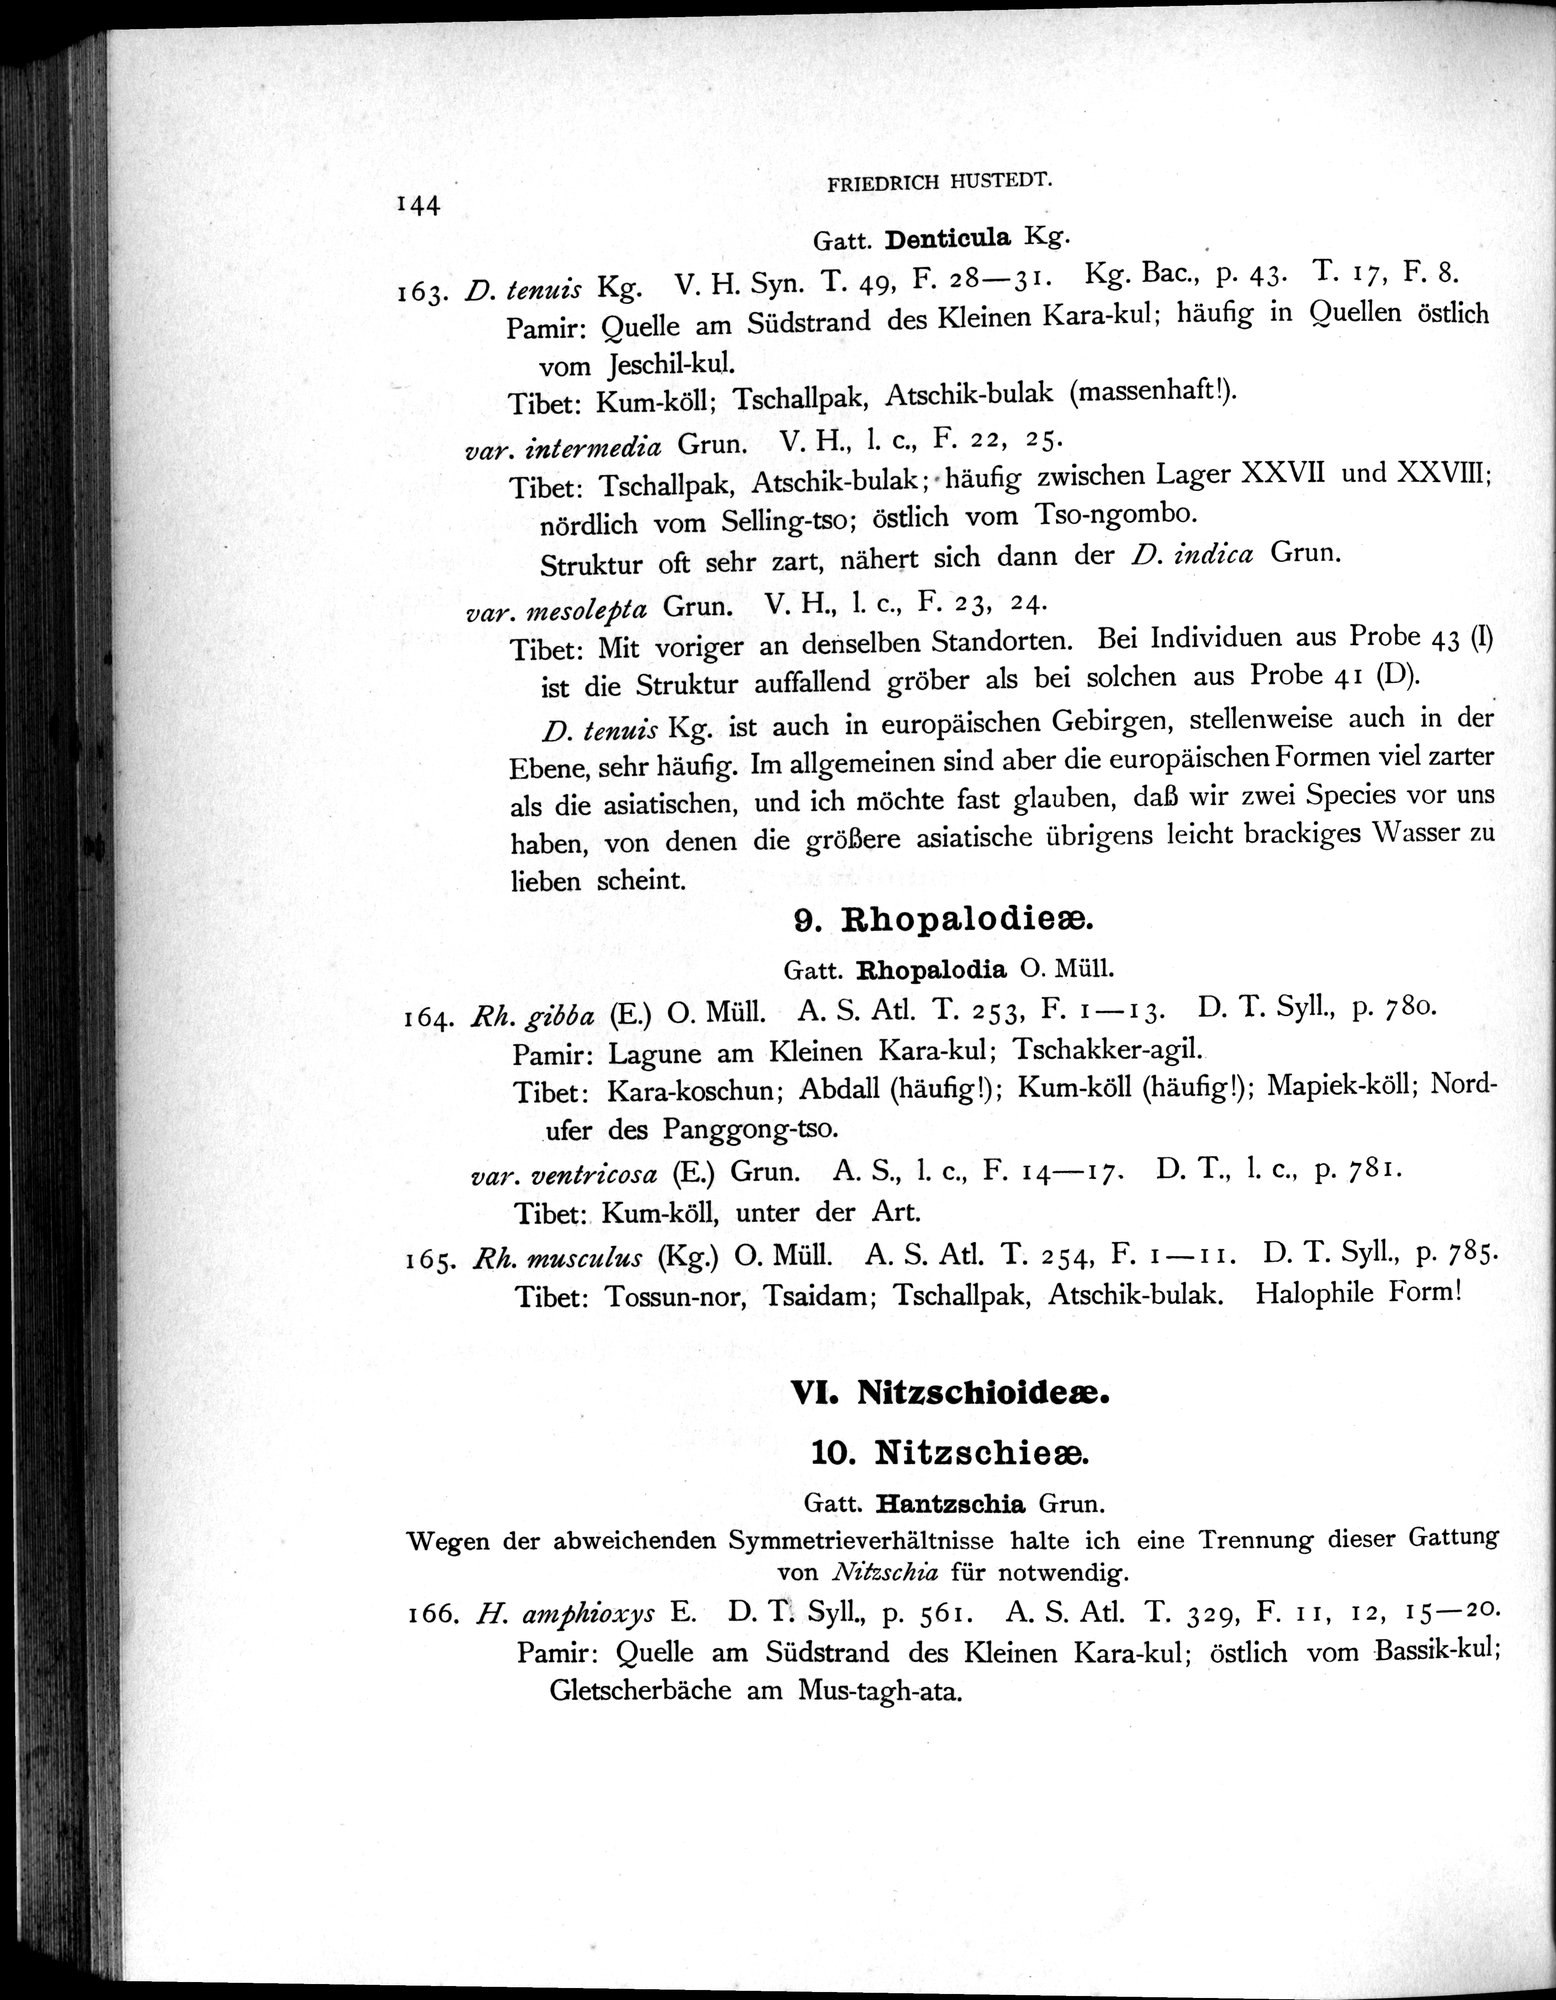 144
FRIEDRICH HUSTEDT.
Gatt. Denticula Kg.
163. D. tenuis Kg. V. H. Syn. T. 49, F. 28—31. Kg. Bac., p. 43. T. 17, F. 8.
Pamir: Quelle am Südstrand des Kleinen Kara-kul; häufig in Quellen östlich
vom Jeschil-kul.
Tibet: Kum-köll; Tschallpak, Atschik-bulak (massenhaft!).
var. intermedia Grun. V. H., l. c., F. 22, 25.
Tibet: Tschallpak, Atschik-bulak; häufig zwischen Lager XXVII und XXVIII;
nördlich vom Selling-tso; östlich vom Tso-ngombo.
Struktur oft sehr zart, nähert sich dann der D. indica Grun.
var. mesolepta Grun. V. H., l. c., F. 23, 24.
Tibet: Mit voriger an denselben Standorten. Bei Individuen aus Probe 43 (I)
ist die Struktur auffallend gröber als bei solchen aus Probe 41 (D).
D. tenuis Kg. ist auch in europäischen Gebirgen, stellenweise auch in der
Ebene, sehr häufig. Im allgemeinen sind aber die europäischen Formen viel zarter
als die asiatischen, und ich möchte fast glauben, daß wir zwei Species vor uns
haben, von denen die größere asiatische übrigens leicht brackiges Wasser zu
lieben scheint.
9. Rhopalodieæ.
Gatt. Rhopalodia O. Müll.
164. Rh. gibba (E.) O. Müll. A. S. Atl. T. 253, F. 1—13. D. T. Syll., p. 780.
Pamir: Lagune am Kleinen Kara-kul; Tschakker-agil.
Tibet: Kara-koschun; Abdall (häufig!); Kum-köll (häufig!); Mapiek-köll; Nord-
ufer des Panggong-tso.
var. ventricosa (E.) Grun. A. S., l. c., F. 14—17. D. T., l. c., p. 781.
Tibet: Kum-köll, unter der Art.
165. Rh. musculus (Kg.) O. Müll. A. S. Atl. T. 254, F. 1—11. D. T. Syll., p. 785.
Tibet: Tossun-nor, Tsaidam; Tschallpak, Atschik-bulak. Halophile Form!
VI. Nitzschioideæ.
10. Nitzschieæ.
Gatt. Hantzschia Grun.
Wegen der abweichenden Symmetrieverhältnisse halte ich eine Trennung dieser Gattung
von Nitzschia für notwendig.
166. H. amphioxys E. D. T. Syll., p. 561. A. S. Atl. T. 329, F. 11, 12, 15—20.
Pamir: Quelle am Südstrand des Kleinen Kara-kul; östlich vom Bassik-kul;
Gletscherbäche am Mus-tagh-ata.